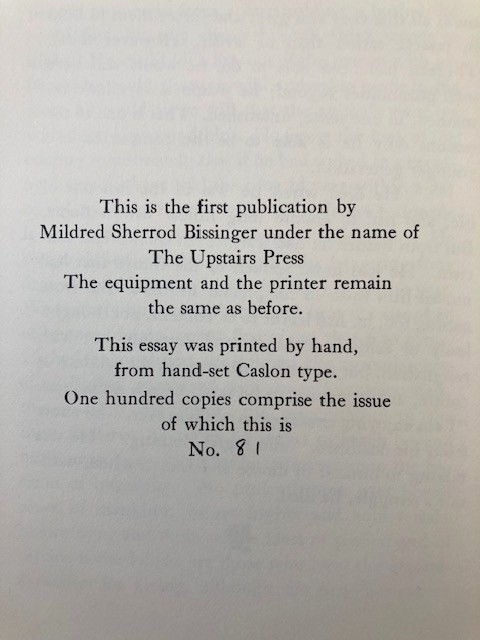 This is the first publication by
Mildred Sherrod Bissinger under the name of
The Upstairs Press
The equipment and the printer remain
the same as before.
This essay was printed by hand,
from hand-set Caslon type.
One hundred copies comprise the issue
of which this is
No. 81